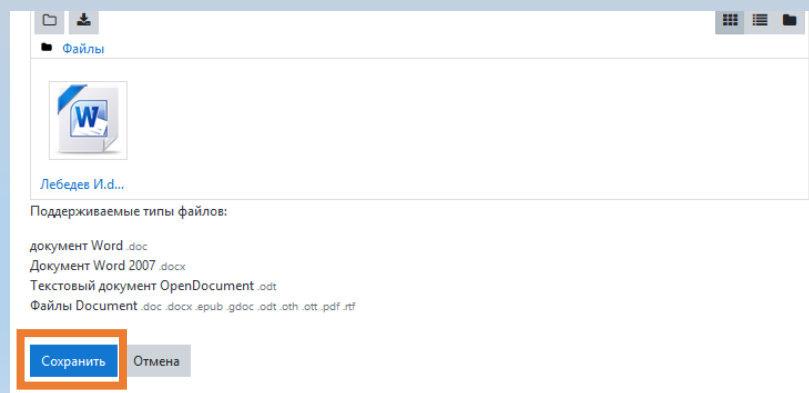 Файлы
W
Лебедев И.d...
Поддерживаемые типы файлов:
документ Word .doc
Документ Word 2007 .docx
Текстовый документ OpenDocument .odt
Файлы Document .doc .docx .epub .gdoc .odt .oth .ott .pdf .rtf
Сохранить Отмена